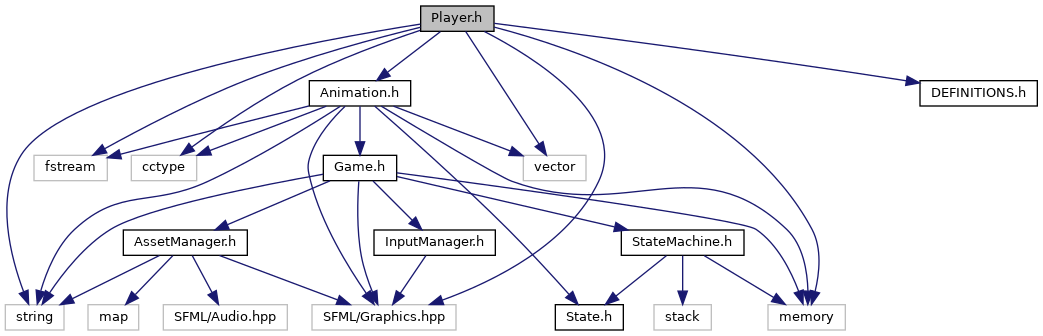 Player.h
Animation.h
DEFINITIONS.h
fstream
cctype
Game.h
vector
AssetManager.h
InputManager.h
StateMachine.h
string
map
SFML/Audio.hpp
SFML/Graphics.hpp
State.h
stack
memory